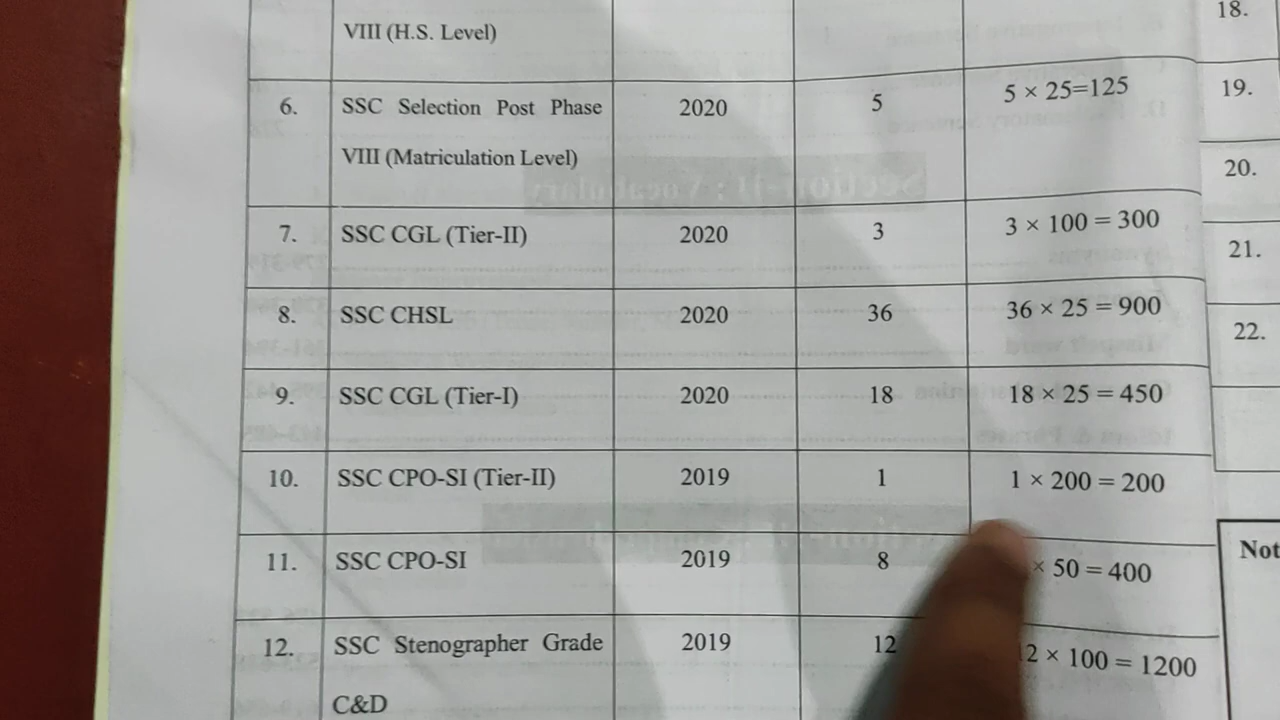 VIII (H.S. Level)
6. SSC Selection Post Phase 2020 5 5 × 25=125
VIII (Matriculation Level)
7. SSC CGL (Tier-II) 2020 3 3 × 100 = 300
8. SSC CHSL 2020 36 36 × 25 = 900
9. SSC CGL (Tier-I) 2020 18 18 × 25 = 450
10. SSC CPO-SI (Tier-II) 2019 1 1 × 200 = 200
11. SSC CPO-SI 2019 8 × 50 = 400
12. SSC Stenographer Grade 2019 12 2 × 100 = 1200
C&D
18.
19.
20.
21.
22.
Not